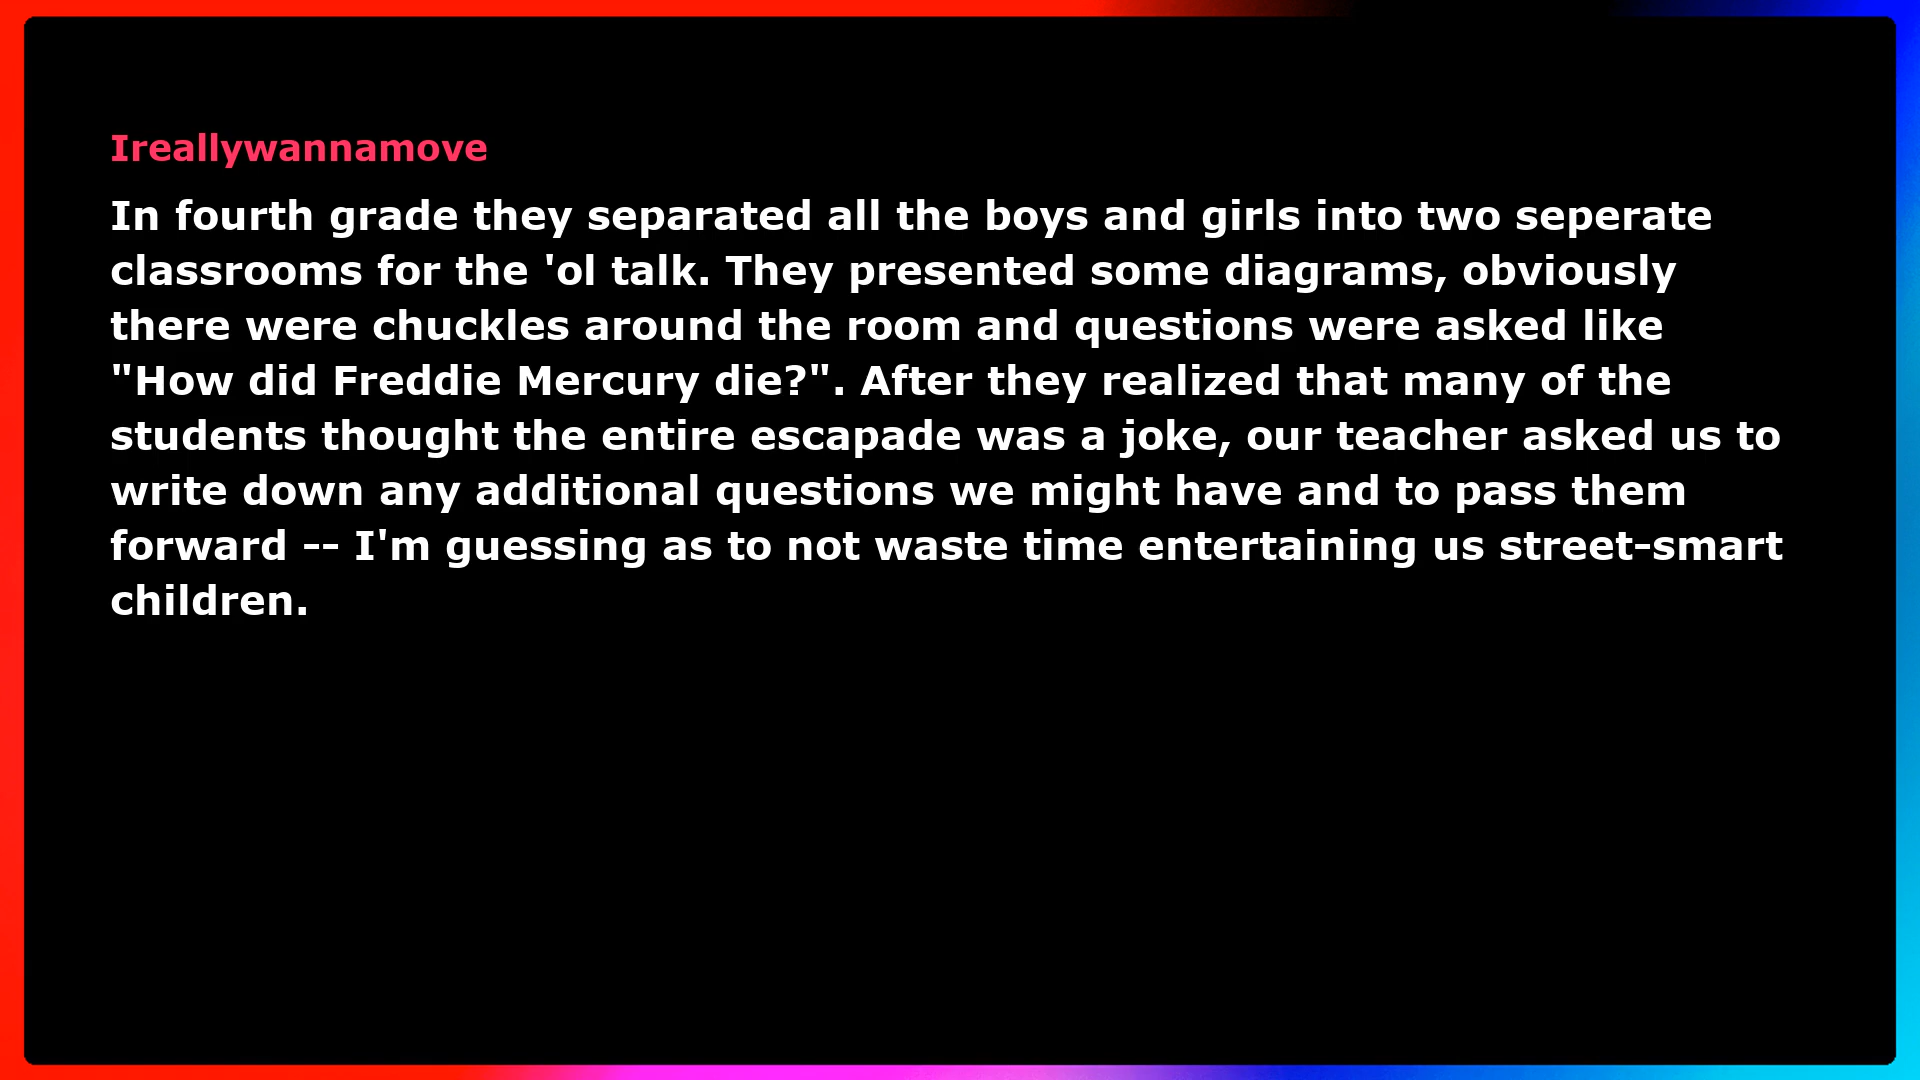 Ireallywannamove
In fourth grade they separated all the boys and girls into two seperate
classrooms for the 'ol talk. They presented some diagrams, obviously
there were chuckles around the room and questions were asked like
"How did Freddie Mercury die?". After they realized that many of the
students thought the entire escapade was a joke, our teacher asked us to
write down any additional questions we might have and to pass them
forward -- I'm guessing as to not waste time entertaining us street-smart
children.